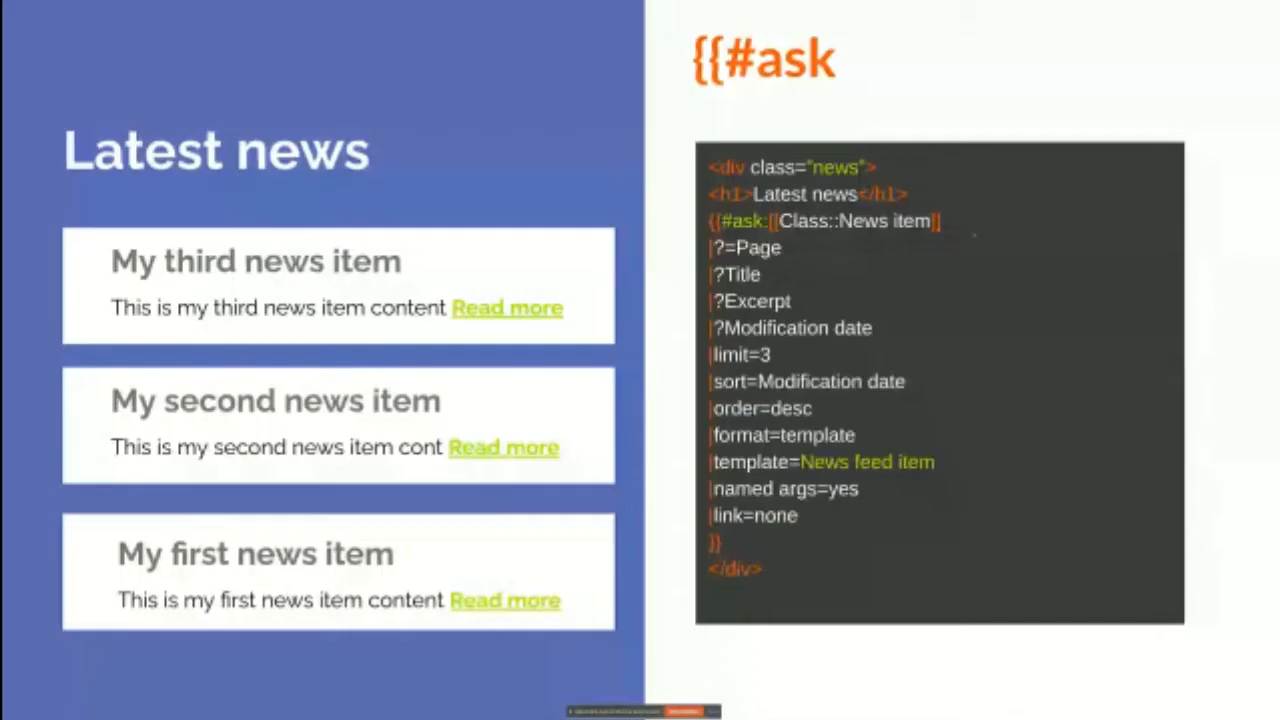 Latest news
My third news item
This is my third news item content Read more
My second news item
This is my second news item cont Read more
My first news item
This is my first news item content Read more
{{#ask
<div class="news">
<h1>Latest news</h1>
{{#ask:[[Class::News item]]
|?=Page
|?Title
|?Excerpt
|?Modification date
|limit=3
|sort=Modification date
|order=desc
|format=template
|template=News feed item
|named args=yes
|link=none
}}
</div>